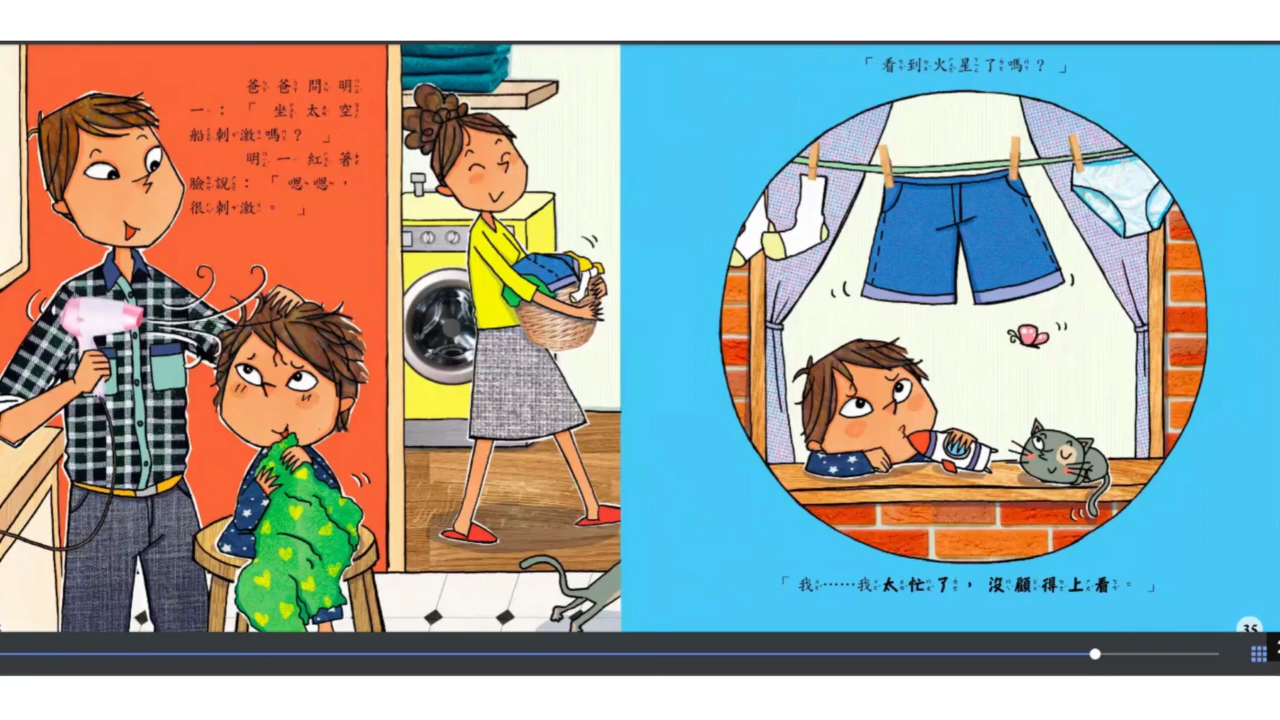 爸爸問明
一：「坐太空
船刺激嗎？」
明一紅著
臉說：「嗯嗯，
很刺激。」
「看到火星了嗎？」
「我……我太忙了，沒顧得上看。」
35